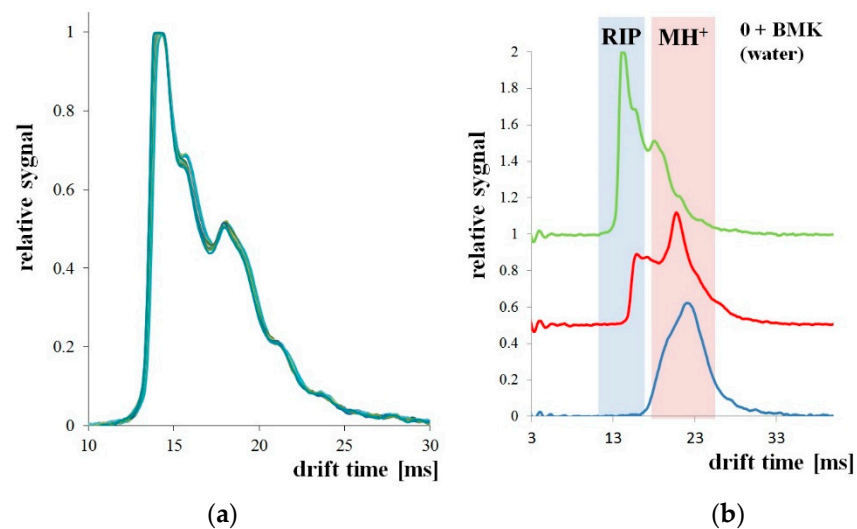 1
0.8
0.6
0.4
0.2
0
10 15 20 25 30
relative sygnal
drift time [ms]
(a)
RIP MH⁺
0 + BMK
(water)
2
1.8
1.6
1.4
1.2
1
0.8
0.6
0.4
0.2
0
3 13 23 33
relative sygnal
drift time [ms]
(b)